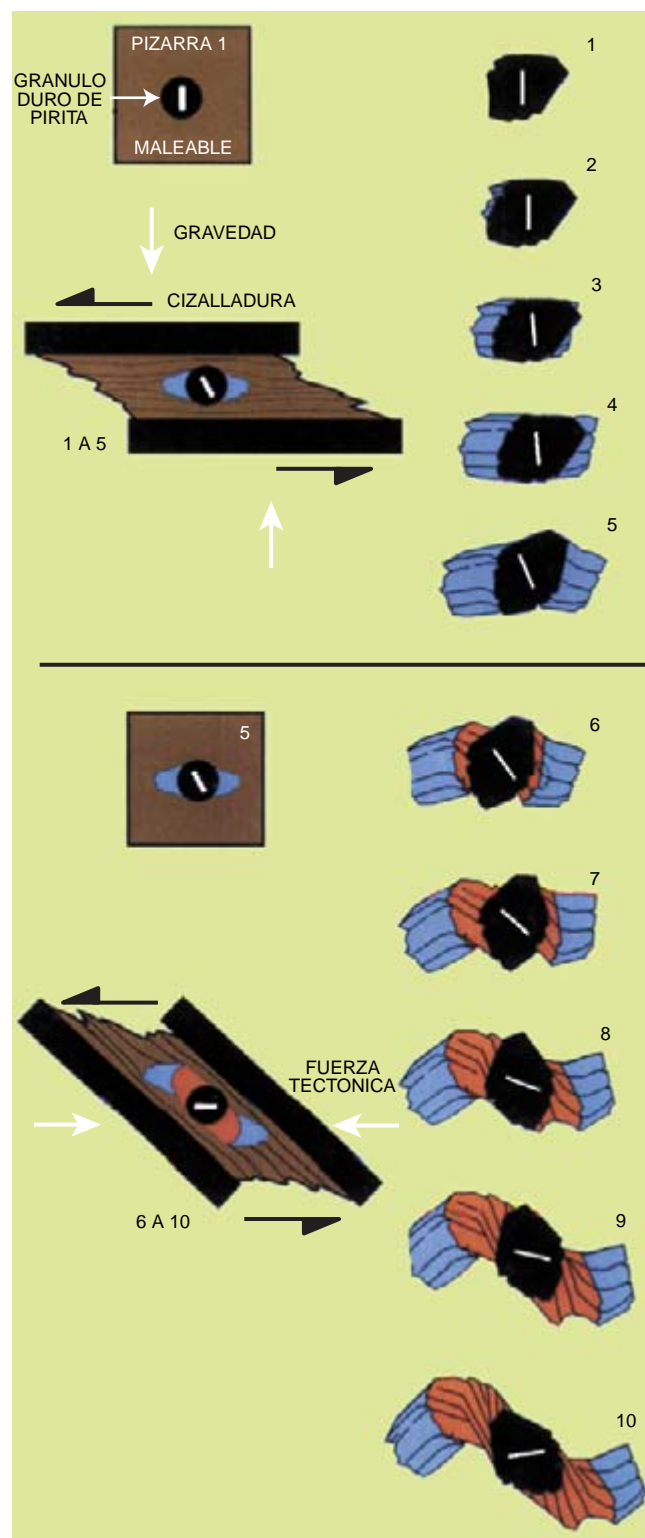 PIZARRA 1
GRANULO
DURO DE
PIRITA
MALEABLE
GRAVEDAD
CIZALLADURA
1 A 5
1
2
3
4
5
5
FUERZA
TECTONICA
6 A 10
6
7
8
9
10